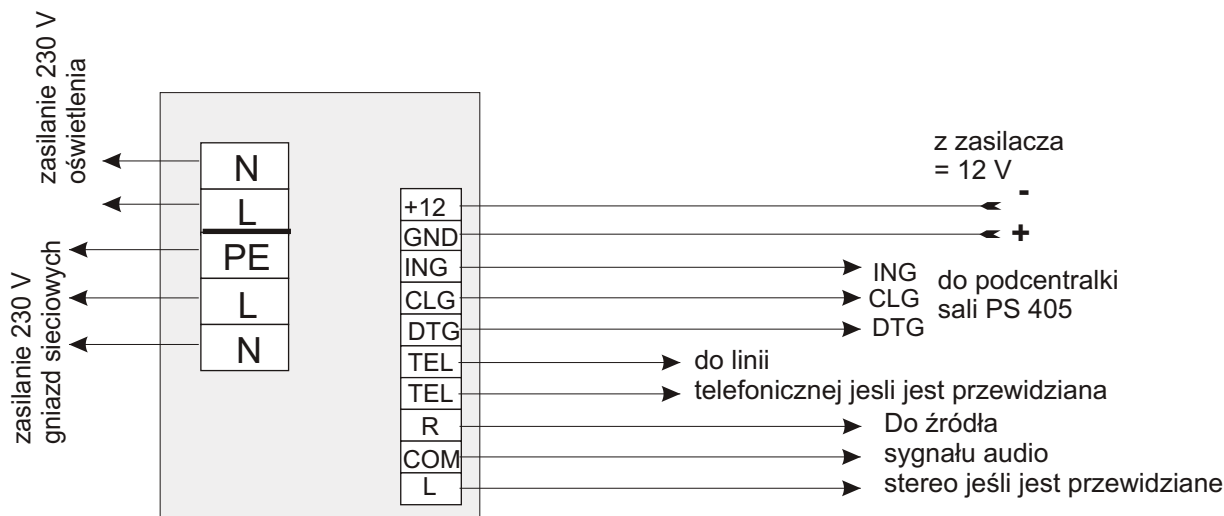 zasilanie 230 V
oświetlenia
zasilanie 230 V
gniazd sieciowych
N
L
PE
L
N
+12
GND
ING
CLG
DTG
TEL
TEL
R
COM
L
z zasilacza
= 12 V
-
+
ING
CLG
DTG
do podcentralki
sali PS 405
do linii
telefonicznej jesli jest przewidziana
Do źródła
sygnału audio
stereo jeśli jest przewidziane